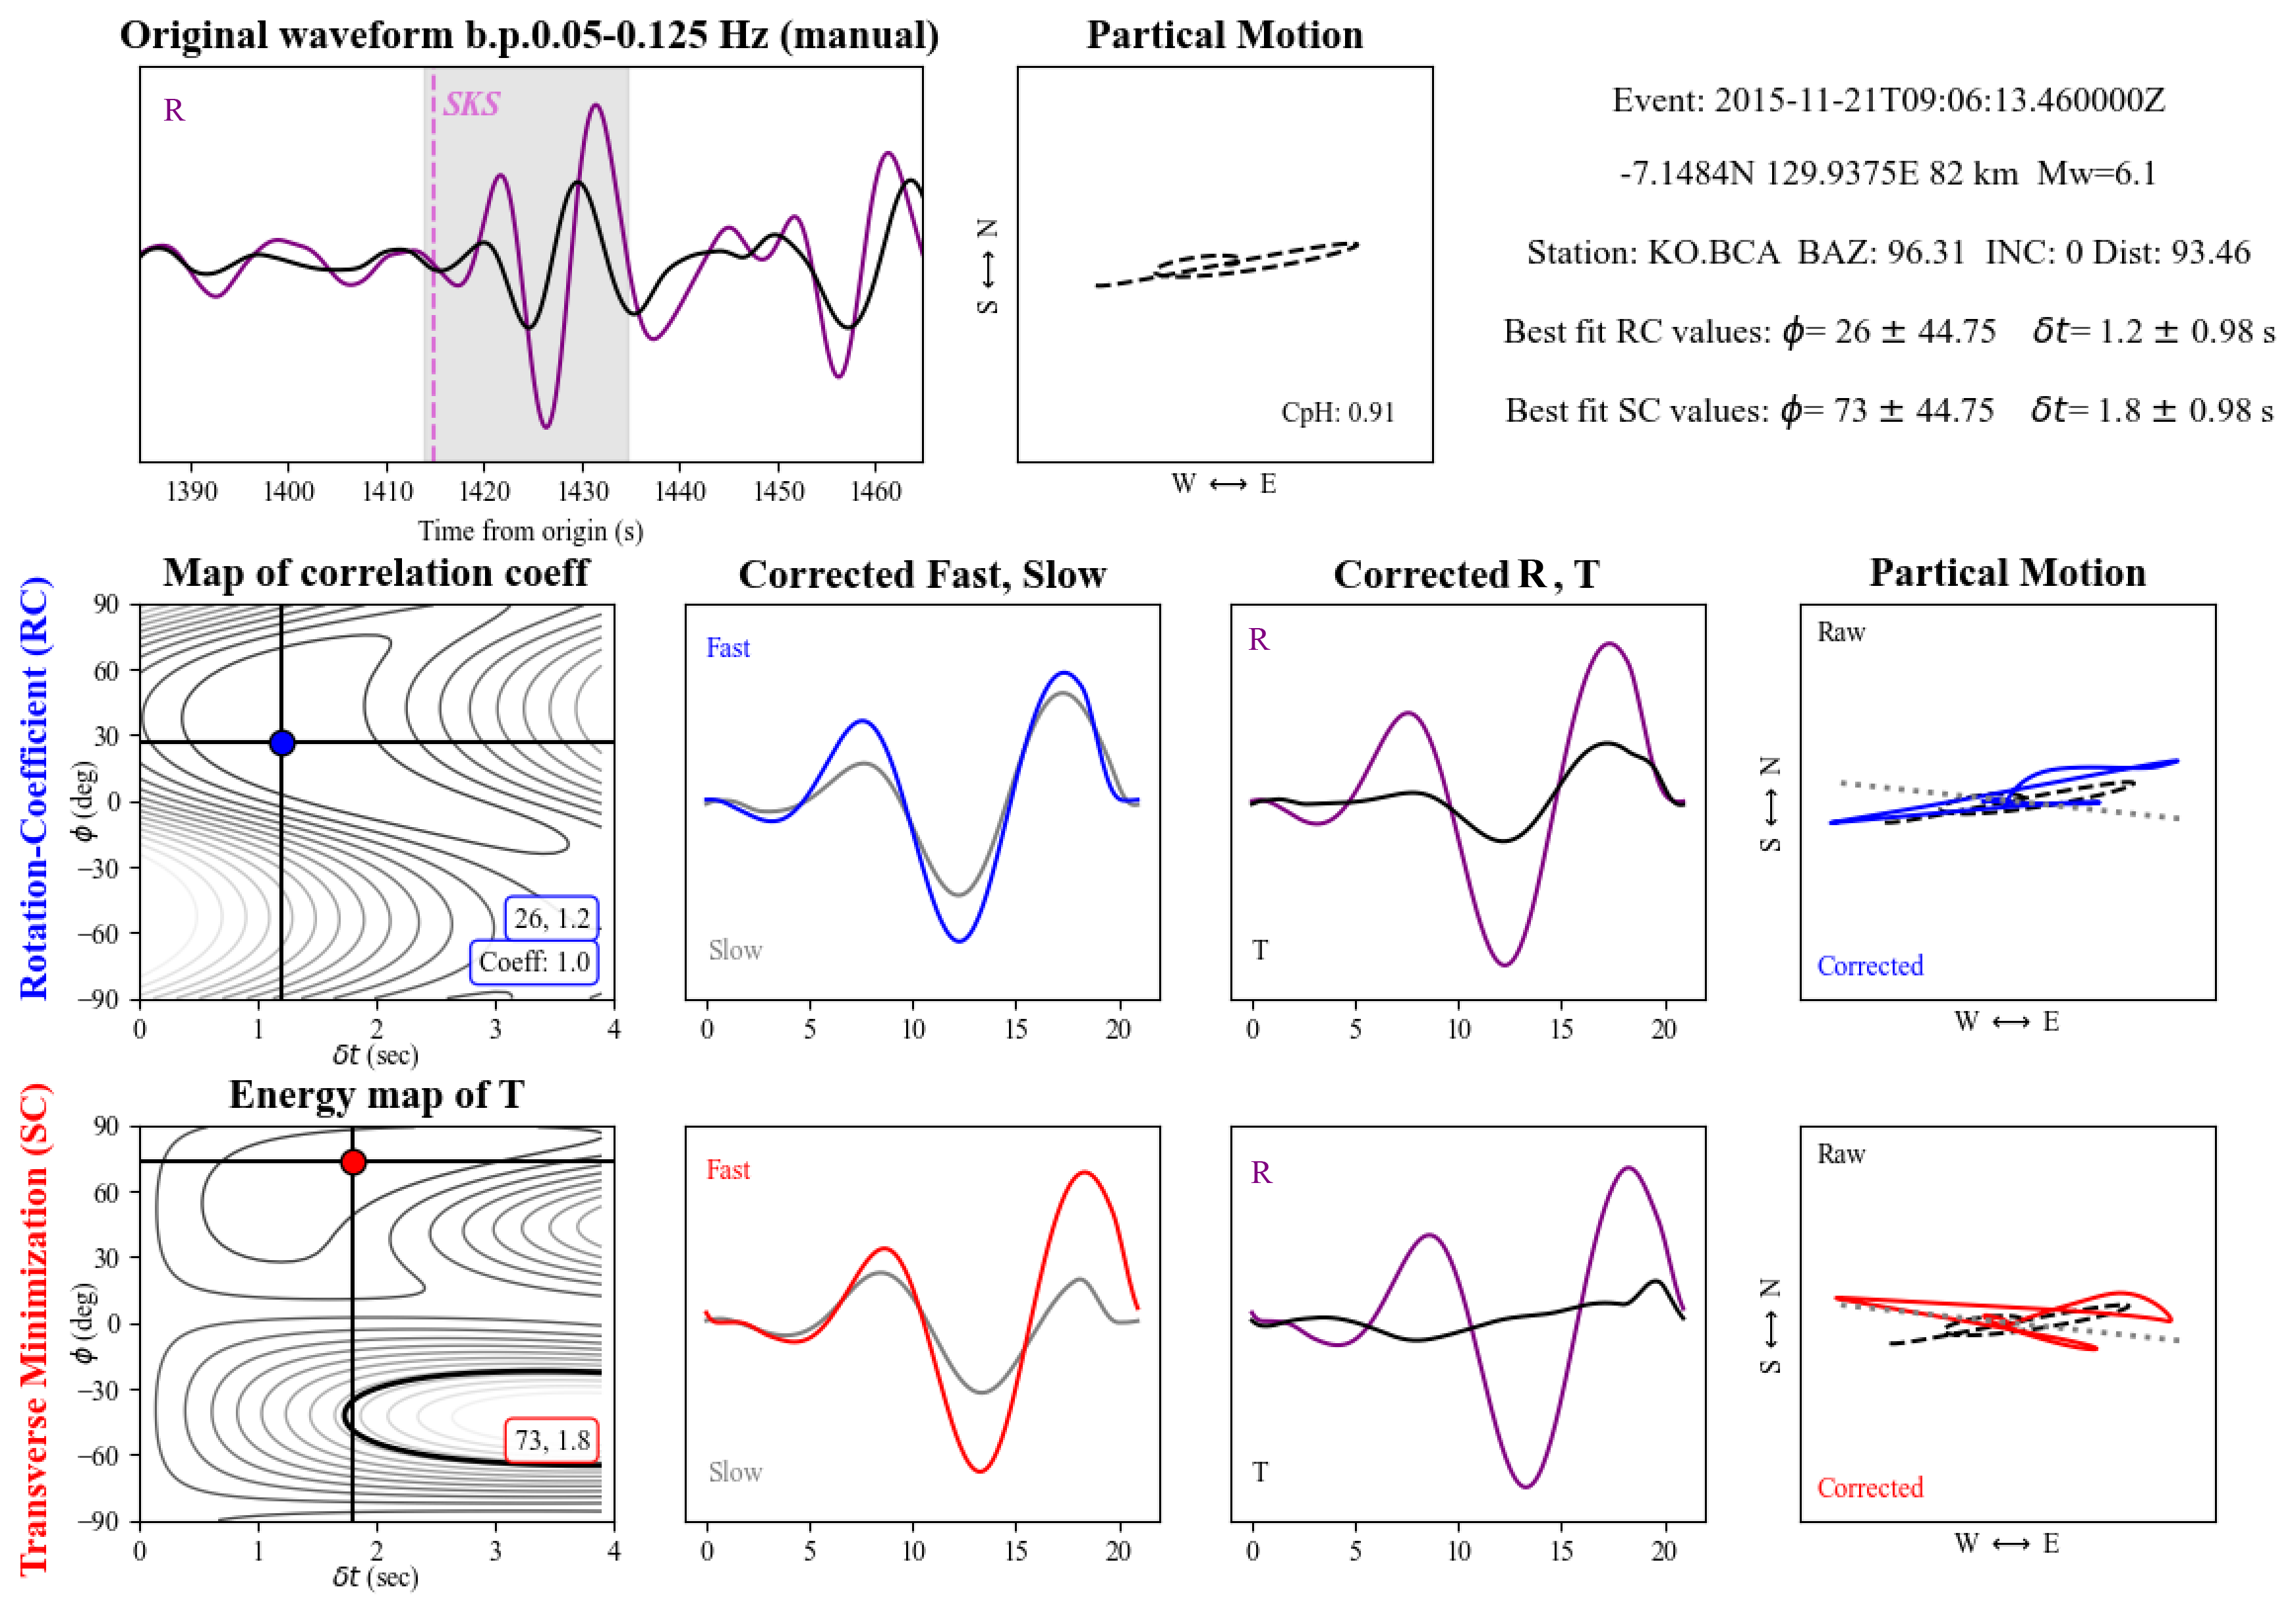 Original waveform b.p.0.05-0.125 Hz (manual)
R
SKS
1390 1400 1410 1420 1430 1440 1450 1460
Time from origin (s)
Partical Motion
S ⟷ N
CpH: 0.91
W ⟷ E
Event: 2015-11-21T09:06:13.460000Z
-7.1484N 129.9375E 82 km Mw=6.1
Station: KO.BCA BAZ: 96.31 INC: 0 Dist: 93.46
Best fit RC values: ϕ= 26 ± 44.75 δt= 1.2 ± 0.98 s
Best fit SC values: ϕ= 73 ± 44.75 δt= 1.8 ± 0.98 s
Rotation-Coefficient (RC)
Map of correlation coeff
90
60
30
0
−30
−60
−90
ϕ (deg)
26, 1.2
Coeff: 1.0
0 1 2 3 4
δt (sec)
Corrected Fast, Slow
Fast
Slow
0 5 10 15 20
Corrected R , T
R
T
0 5 10 15 20
Partical Motion
Raw
S ⟷ N
Corrected
W ⟷ E
Transverse Minimization (SC)
Energy map of T
90
60
30
0
−30
−60
−90
ϕ (deg)
73, 1.8
0 1 2 3 4
δt (sec)
Fast
Slow
0 5 10 15 20
R
T
0 5 10 15 20
Raw
S ⟷ N
Corrected
W ⟷ E